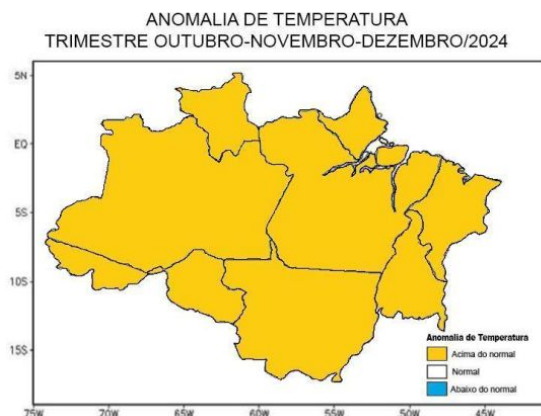 ANOMALIA DE TEMPERATURA
TRIMESTRE OUTUBRO-NOVEMBRO-DEZEMBRO/2024
5N
EQ
5S
10S
15S
75W
70W
65W
60W
55W
50W
45W
Anomalia de Temperatura
Acima do normal
Normal
Abaixo do normal